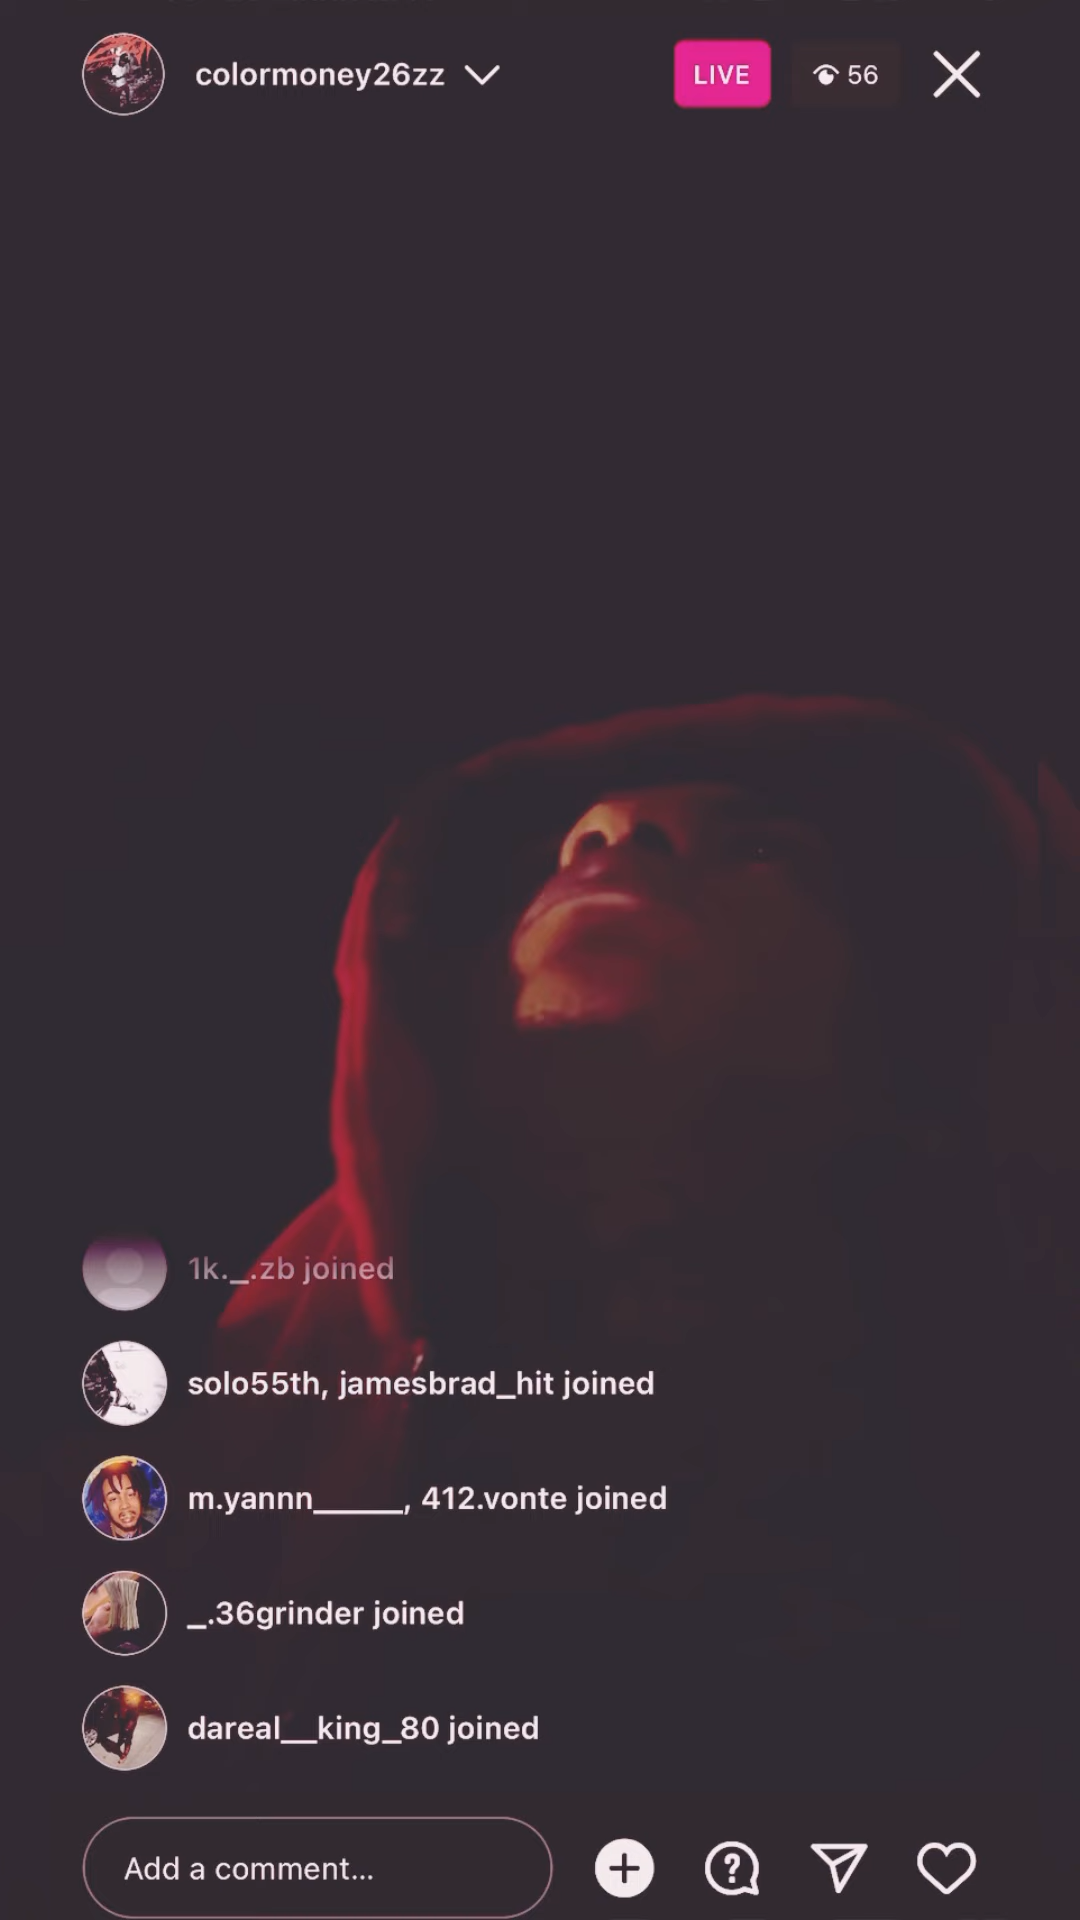 colormoney26zz
LIVE
56
1k._.zb joined
solo55th, jamesbrad_hit joined
m.yannn______, 412.vonte joined
_.36grinder joined
dareal__king_80 joined
Add a comment...